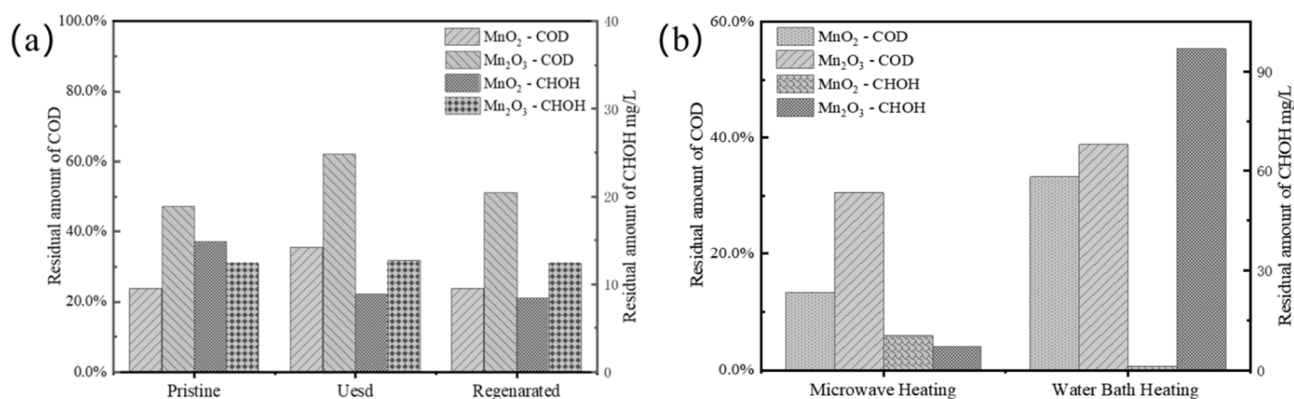 (a)
100.0%
80.0%
60.0%
40.0%
20.0%
0.0%
Residual amount of COD
MnO₂ - COD
Mn₂O₃ - COD
MnO₂ - CHOH
Mn₂O₃ - CHOH
40
30
20
10
0
Residual amount of CHOH mg/L
Pristine
Uesd
Regenarated
(b)
60.0%
40.0%
20.0%
0.0%
Residual amount of COD
MnO₂ - COD
Mn₂O₃ - COD
MnO₂ - CHOH
Mn₂O₃ - CHOH
90
60
30
0
Residual amount of CHOH mg/L
Microwave Heating
Water Bath Heating